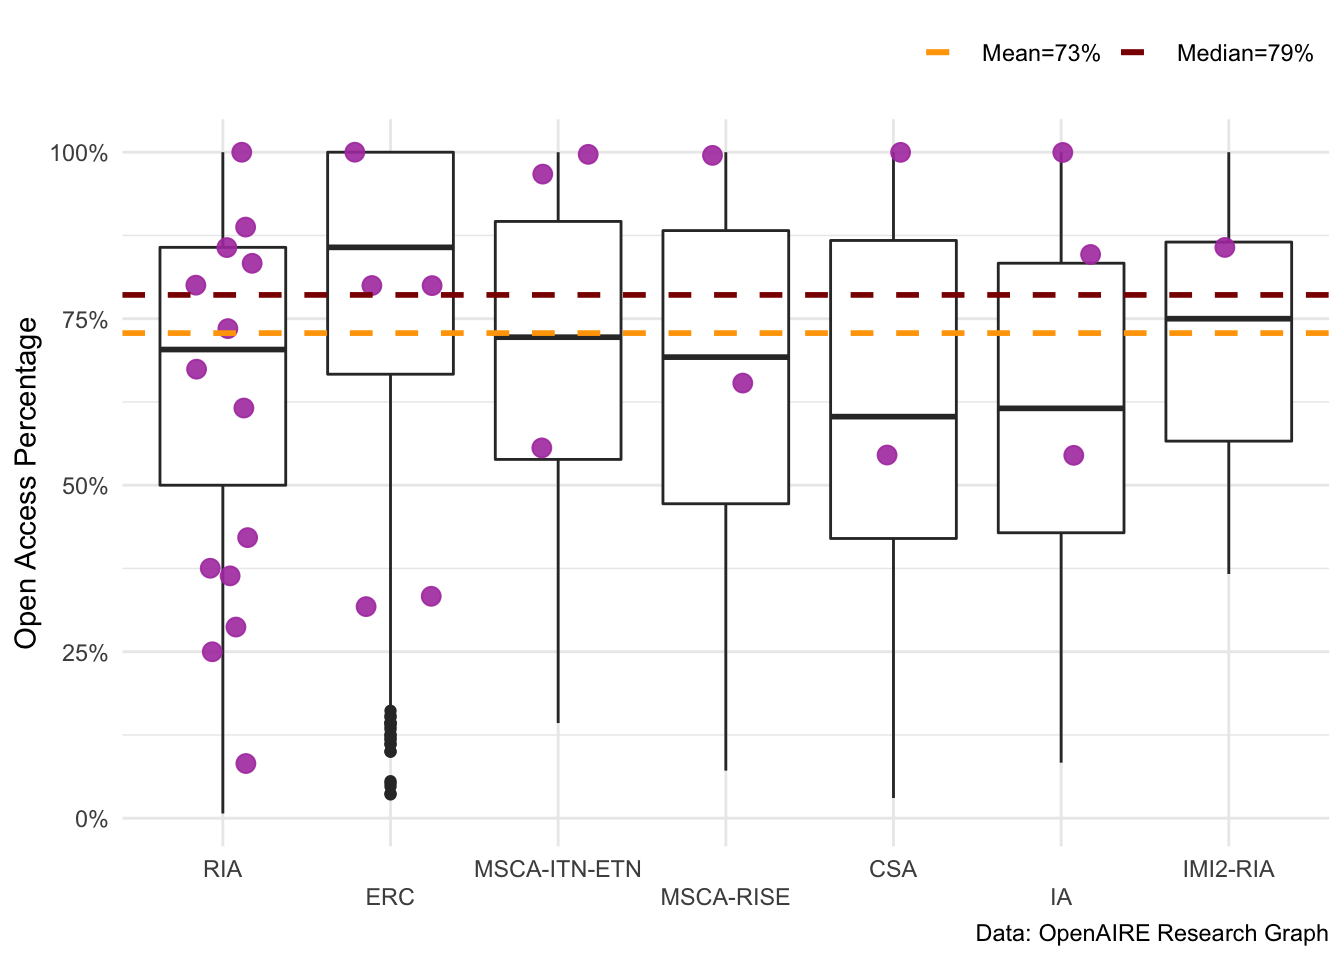 Mean=73% Median=79%
Open Access Percentage
100%
75%
50%
25%
0%
RIA MSCA-ITN-ETN CSA IMI2-RIA
ERC MSCA-RISE IA
Data: OpenAIRE Research Graph